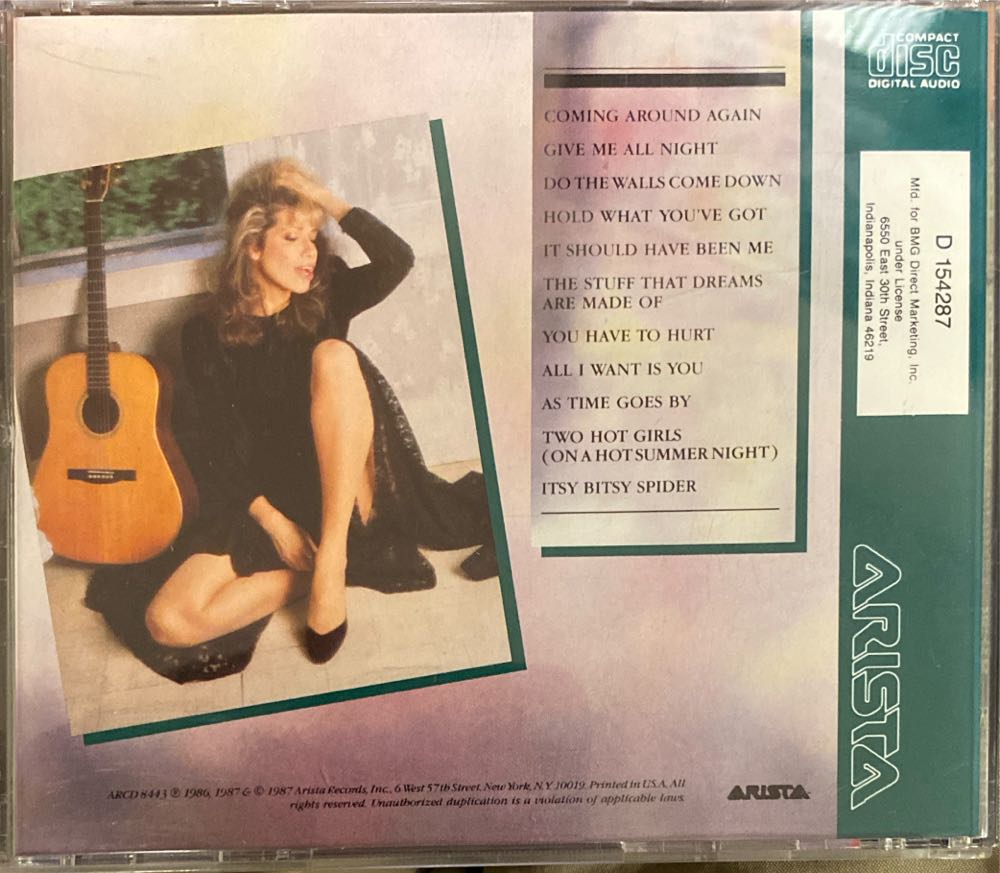 COMING AROUND AGAIN
GIVE ME ALL NIGHT
DO THE WALLS COME DOWN
HOLD WHAT YOU'VE GOT
IT SHOULD HAVE BEEN ME
THE STUFF THAT DREAMS
ARE MADE OF
YOU HAVE TO HURT
ALL I WANT IS YOU
AS TIME GOES BY
TWO HOT GIRLS
(ON A HOT SUMMER NIGHT)
ITSY BITSY SPIDER
COMPACT
disc
DIGITAL AUDIO
D 154287
Mfd. for BMG Direct Marketing, Inc.
under License
6550 East 30th Street,
Indianapolis, Indiana 46219
ARISTA
ARCD 8443 ℗ 1986, 1987 & © 1987 Arista Records, Inc., 6 West 57th Street, New York, N.Y. 10019. Printed in U.S.A. All
rights reserved. Unauthorized duplication is a violation of applicable laws.
ARISTA